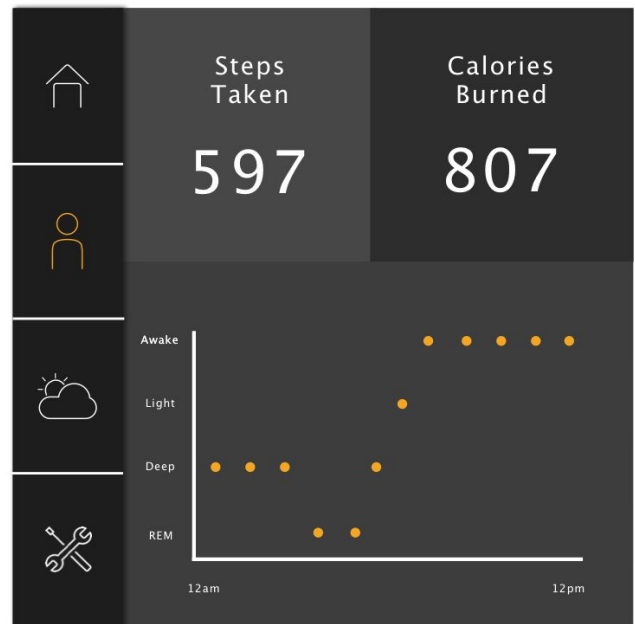 Steps
Taken
597
Calories
Burned
807
Awake
Light
Deep
REM
12am
12pm